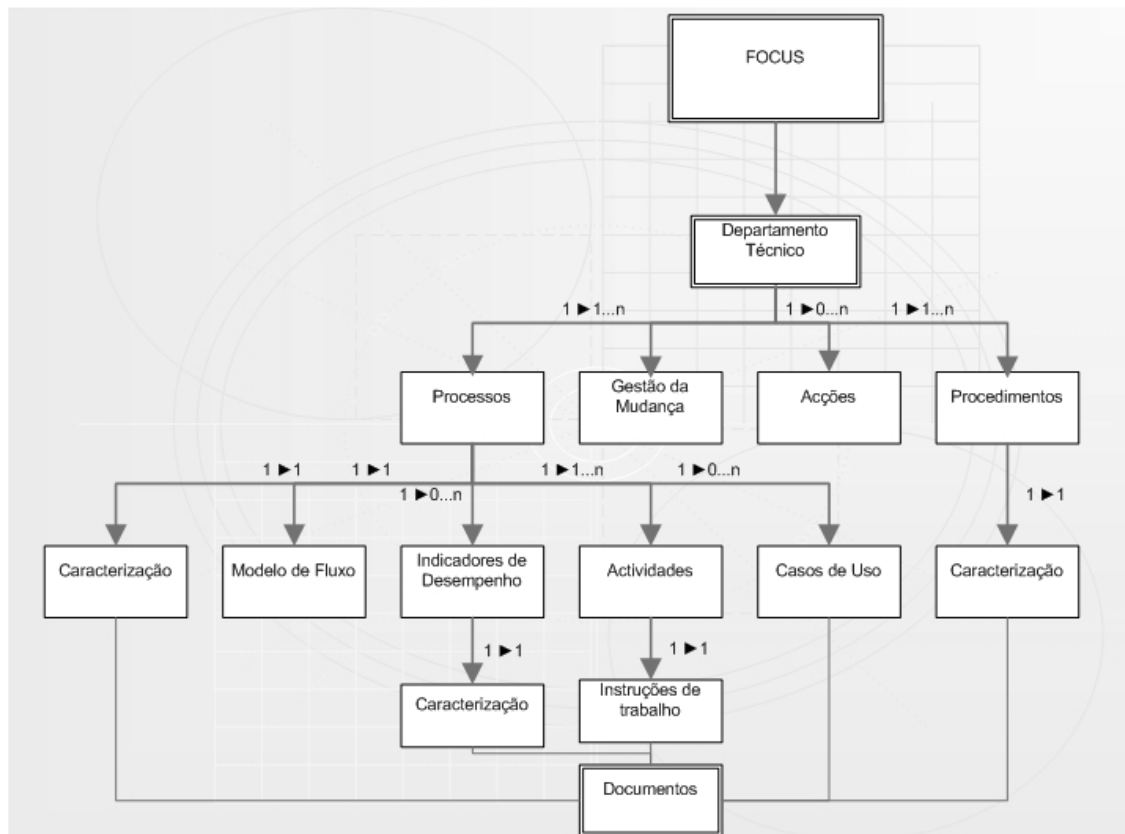 FOCUS
Departamento
Técnico
1 ►1...n
1 ►0...n
1 ►1...n
Processos
Gestão da
Mudança
Acções
Procedimentos
1 ►1
1 ►1
1 ►0...n
1 ►1...n
1 ►0...n
1 ►1
Caracterização
Modelo de Fluxo
Indicadores de
Desempenho
Actividades
Casos de Uso
Caracterização
1 ►1
1 ►1
Caracterização
Instruções de
trabalho
Documentos